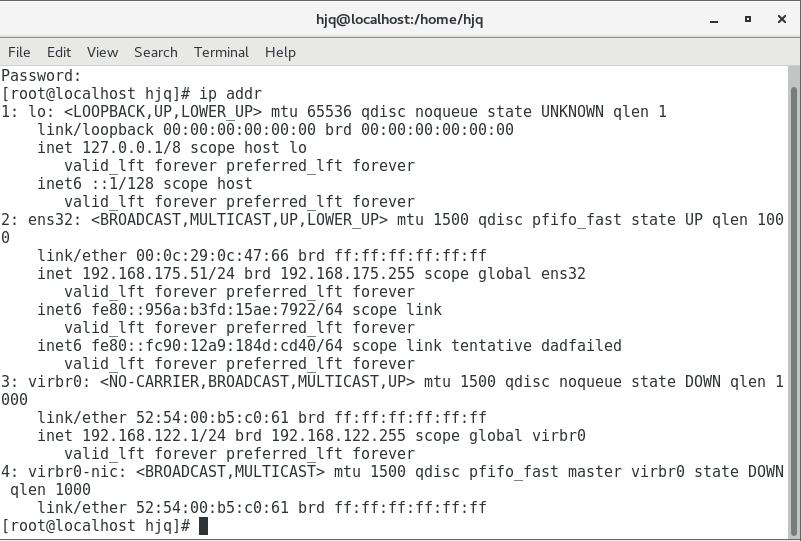 hjq@localhost:/home/hjq
File Edit View Search Terminal Help
Password:
[root@localhost hjq]# ip addr
1: lo: <LOOPBACK,UP,LOWER_UP> mtu 65536 qdisc noqueue state UNKNOWN qlen 1
    link/loopback 00:00:00:00:00:00 brd 00:00:00:00:00:00
    inet 127.0.0.1/8 scope host lo
       valid_lft forever preferred_lft forever
    inet6 ::1/128 scope host
       valid_lft forever preferred_lft forever
2: ens32: <BROADCAST,MULTICAST,UP,LOWER_UP> mtu 1500 qdisc pfifo_fast state UP qlen 100
0
    link/ether 00:0c:29:0c:47:66 brd ff:ff:ff:ff:ff:ff
    inet 192.168.175.51/24 brd 192.168.175.255 scope global ens32
       valid_lft forever preferred_lft forever
    inet6 fe80::956a:b3fd:15ae:7922/64 scope link
       valid_lft forever preferred_lft forever
    inet6 fe80::fc90:12a9:184d:cd40/64 scope link tentative dadfailed
       valid_lft forever preferred_lft forever
3: virbr0: <NO-CARRIER,BROADCAST,MULTICAST,UP> mtu 1500 qdisc noqueue state DOWN qlen 1
000
    link/ether 52:54:00:b5:c0:61 brd ff:ff:ff:ff:ff:ff
    inet 192.168.122.1/24 brd 192.168.122.255 scope global virbr0
       valid_lft forever preferred_lft forever
4: virbr0-nic: <BROADCAST,MULTICAST> mtu 1500 qdisc pfifo_fast master virbr0 state DOWN
 qlen 1000
    link/ether 52:54:00:b5:c0:61 brd ff:ff:ff:ff:ff:ff
[root@localhost hjq]#